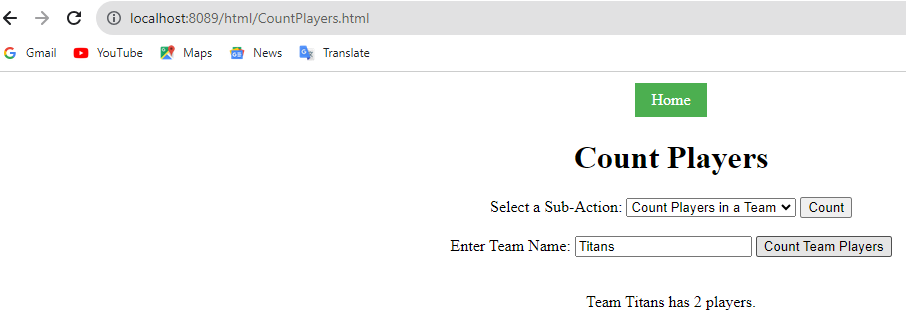 localhost:8089/html/CountPlayers.html
Gmail YouTube Maps News Translate
Home
Count Players
Select a Sub-Action: Count Players in a Team Count
Enter Team Name: Titans Count Team Players
Team Titans has 2 players.